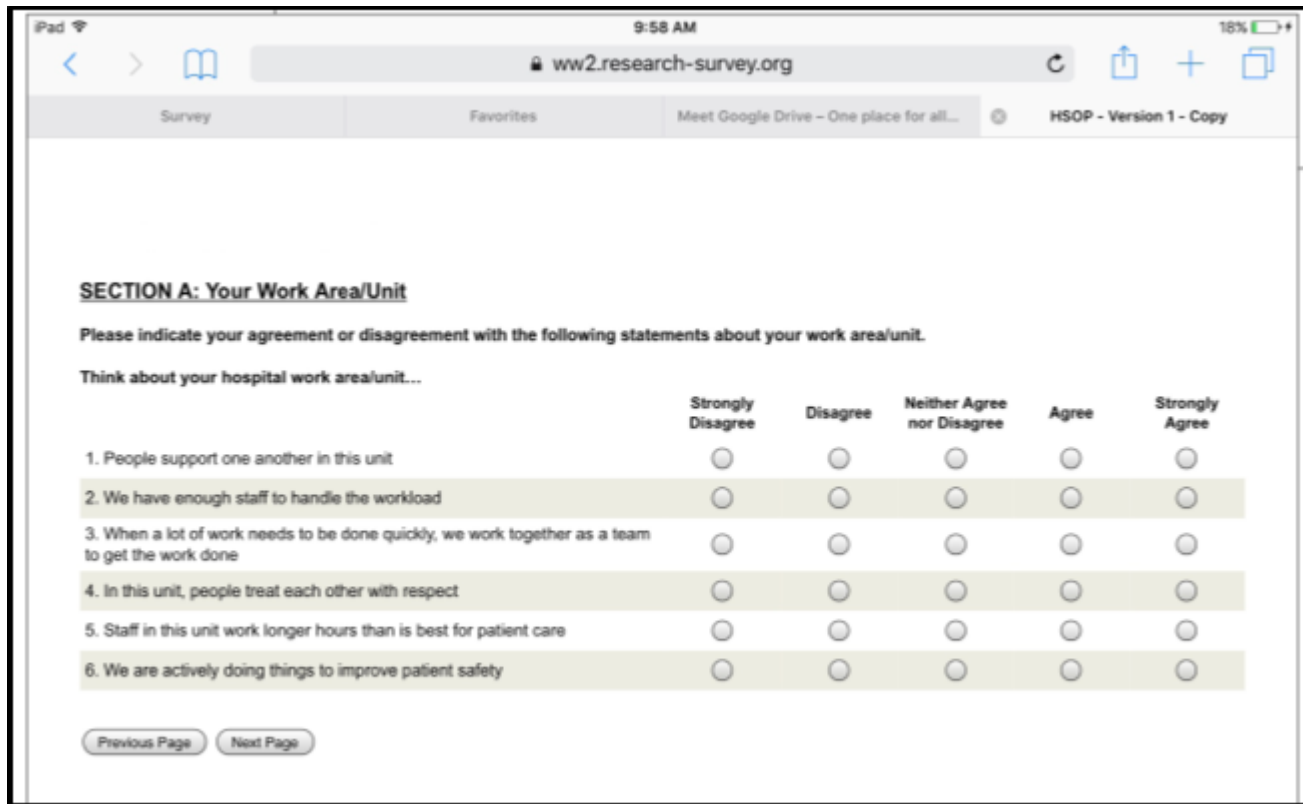 iPad 9:58 AM 18%
ww2.research-survey.org
Survey Favorites Meet Google Drive – One place for all... HSOP - Version 1 - Copy
SECTION A: Your Work Area/Unit
Please indicate your agreement or disagreement with the following statements about your work area/unit.
Think about your hospital work area/unit...
Strongly Disagree Disagree Neither Agree nor Disagree Agree Strongly Agree
1. People support one another in this unit
2. We have enough staff to handle the workload
3. When a lot of work needs to be done quickly, we work together as a team
to get the work done
4. In this unit, people treat each other with respect
5. Staff in this unit work longer hours than is best for patient care
6. We are actively doing things to improve patient safety
Previous Page Next Page